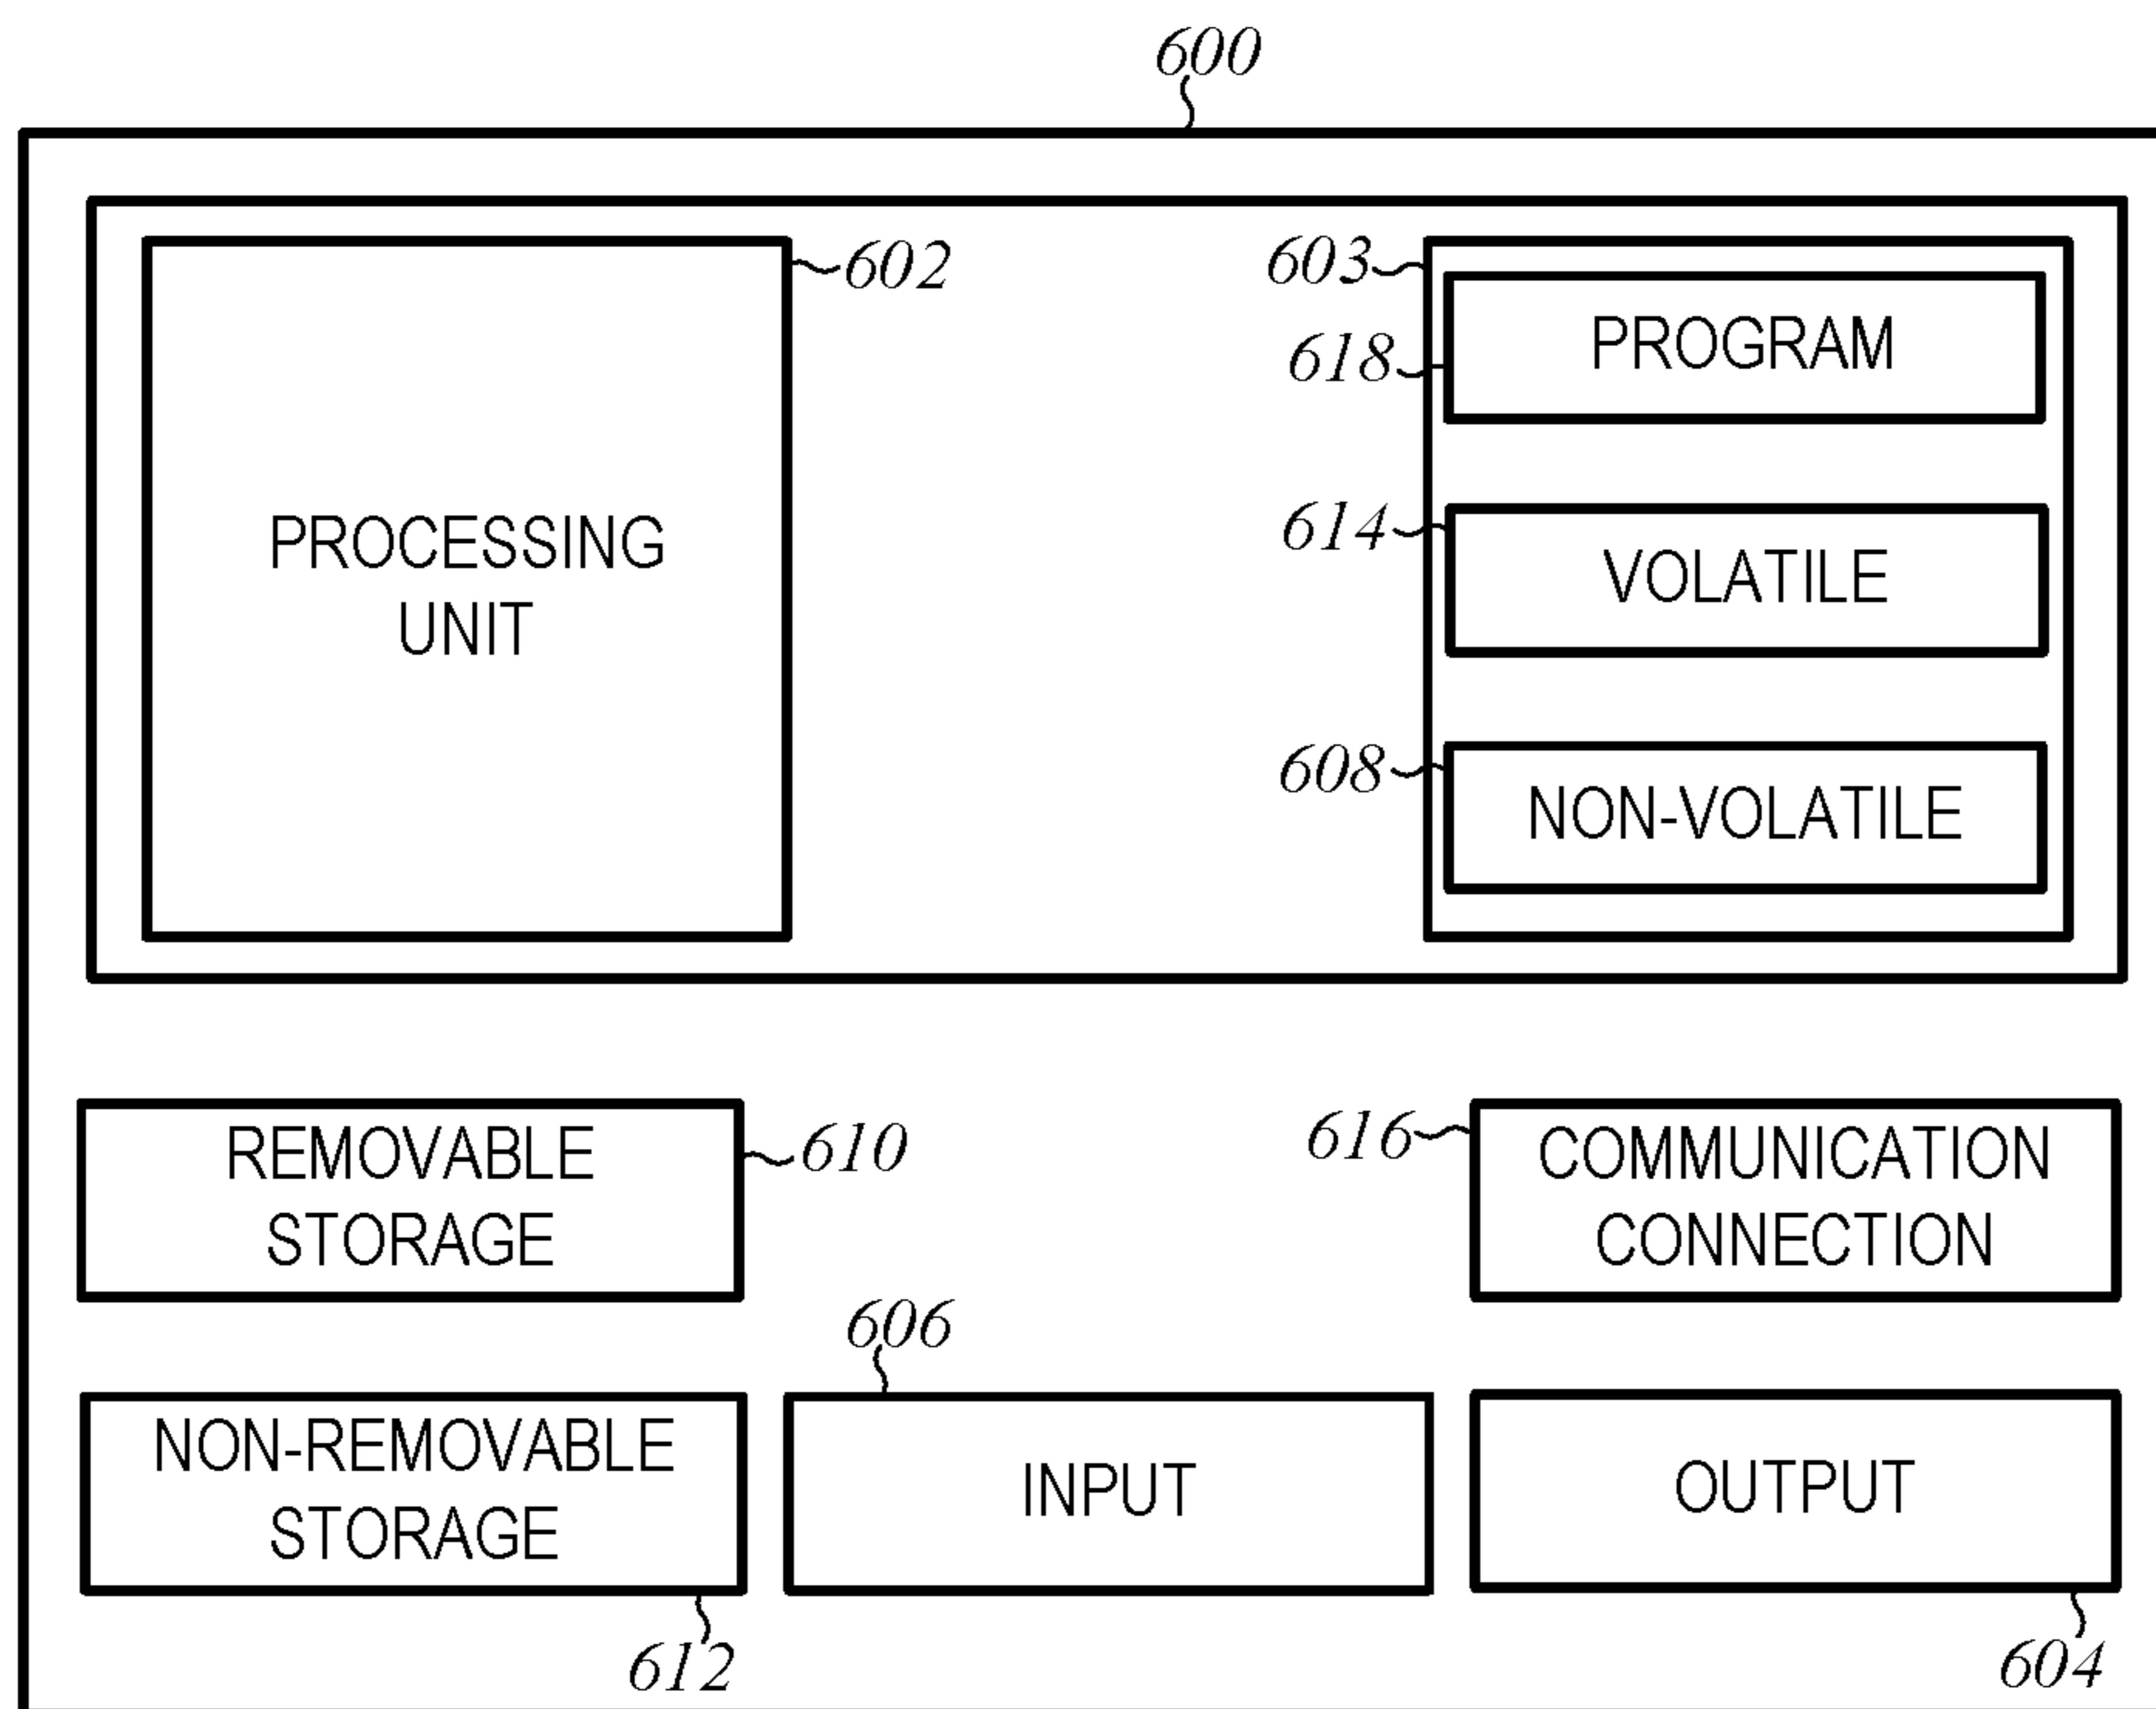 600
602
603
PROGRAM
618
PROCESSING
UNIT
614
VOLATILE
608
NON-VOLATILE
REMOVABLE
STORAGE
610
616
COMMUNICATION
CONNECTION
606
NON-REMOVABLE
STORAGE
INPUT
OUTPUT
612
604